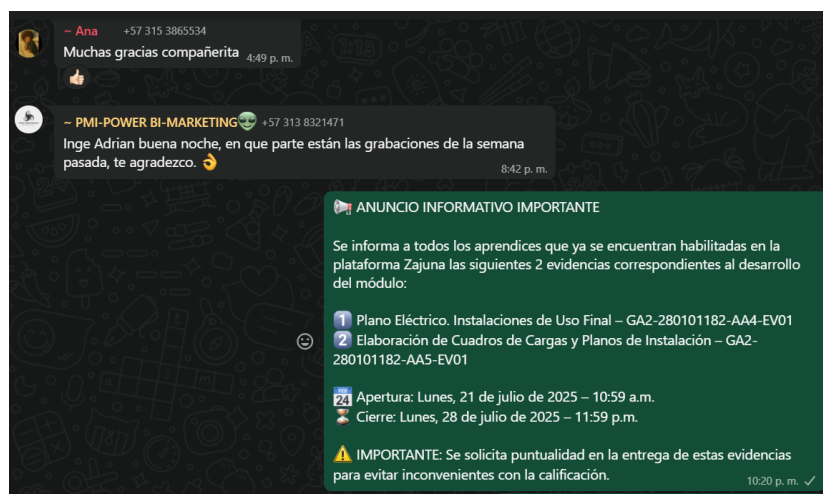 ~ Ana +57 315 3865534
Muchas gracias compañerita 4:49 p. m.
~ PMI-POWER BI-MARKETING👽 +57 313 8321471
Inge Adrian buena noche, en que parte están las grabaciones de la semana
pasada, te agradezco. 👌
8:42 p. m.
📢 ANUNCIO INFORMATIVO IMPORTANTE
Se informa a todos los aprendices que ya se encuentran habilitadas en la
plataforma Zajuna las siguientes 2 evidencias correspondientes al desarrollo
del módulo:
1️⃣ Plano Eléctrico. Instalaciones de Uso Final – GA2-280101182-AA4-EV01
2️⃣ Elaboración de Cuadros de Cargas y Planos de Instalación – GA2-
280101182-AA5-EV01
📆 Apertura: Lunes, 21 de julio de 2025 – 10:59 a.m.
⏳ Cierre: Lunes, 28 de julio de 2025 – 11:59 p.m.
⚠️ IMPORTANTE: Se solicita puntualidad en la entrega de estas evidencias
para evitar inconvenientes con la calificación.
10:20 p. m.